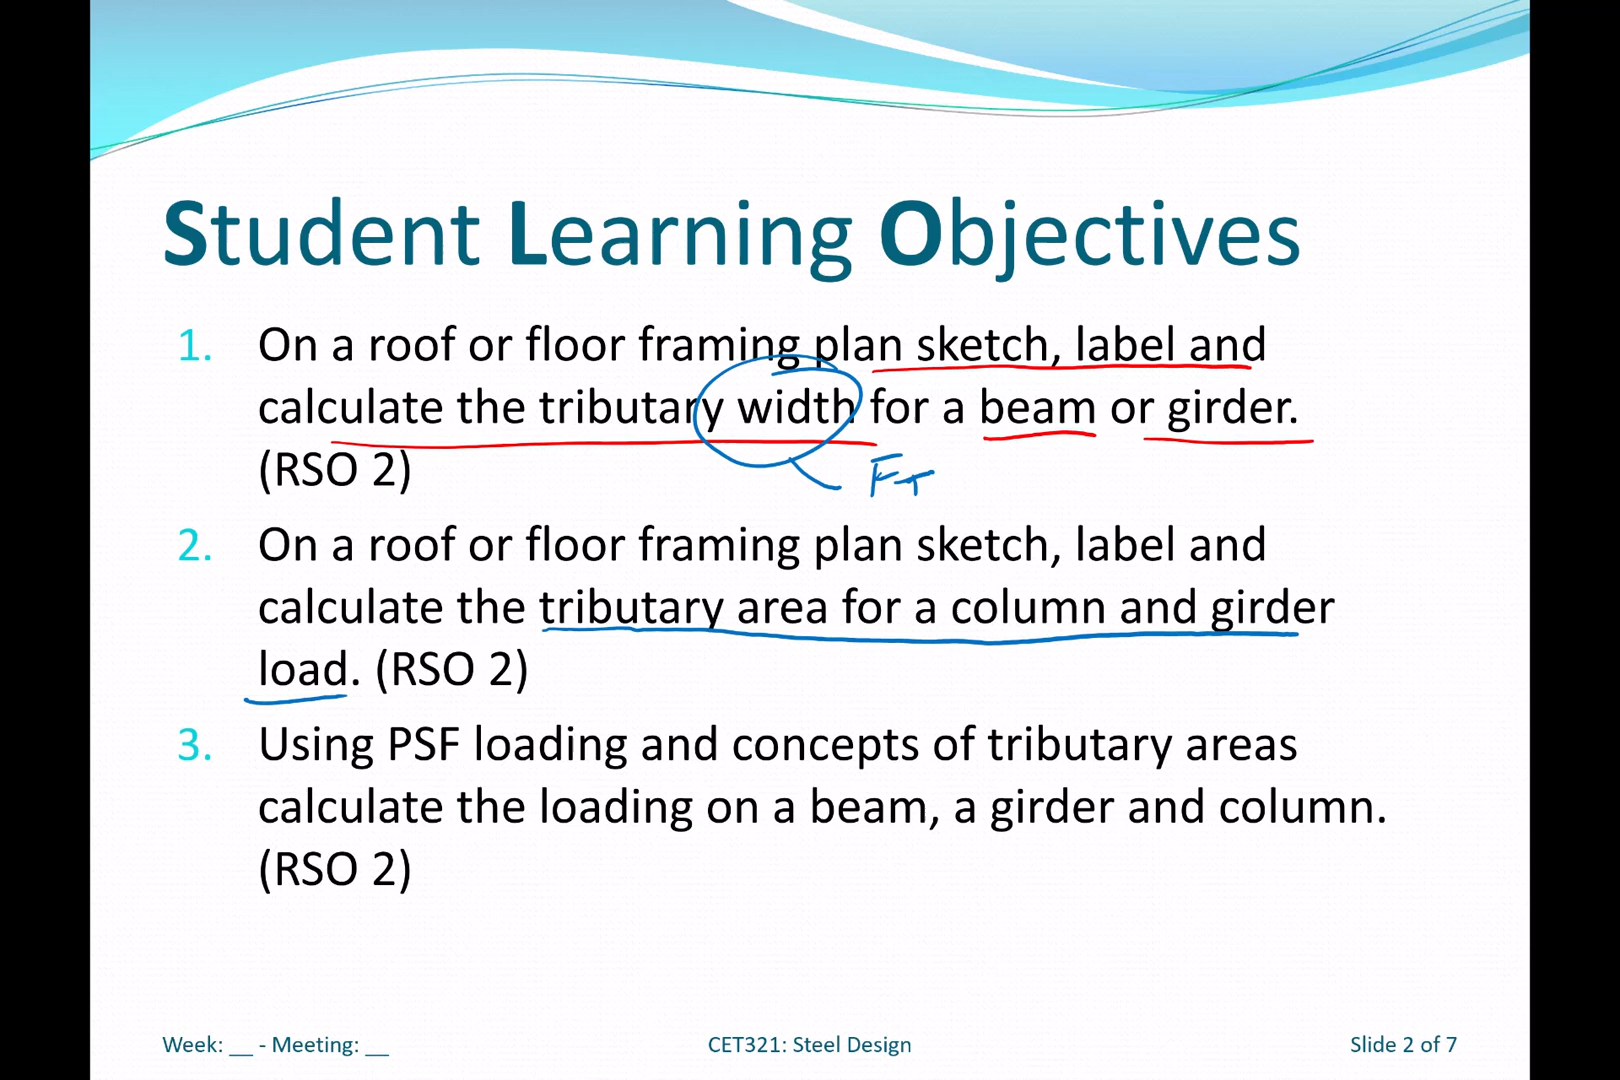 Student Learning Objectives
1. On a roof or floor framing plan sketch, label and
calculate the tributary width for a beam or girder.
(RSO 2)
FT
2. On a roof or floor framing plan sketch, label and
calculate the tributary area for a column and girder
load. (RSO 2)
3. Using PSF loading and concepts of tributary areas
calculate the loading on a beam, a girder and column.
(RSO 2)
Week: __ - Meeting: __
CET321: Steel Design
Slide 2 of 7